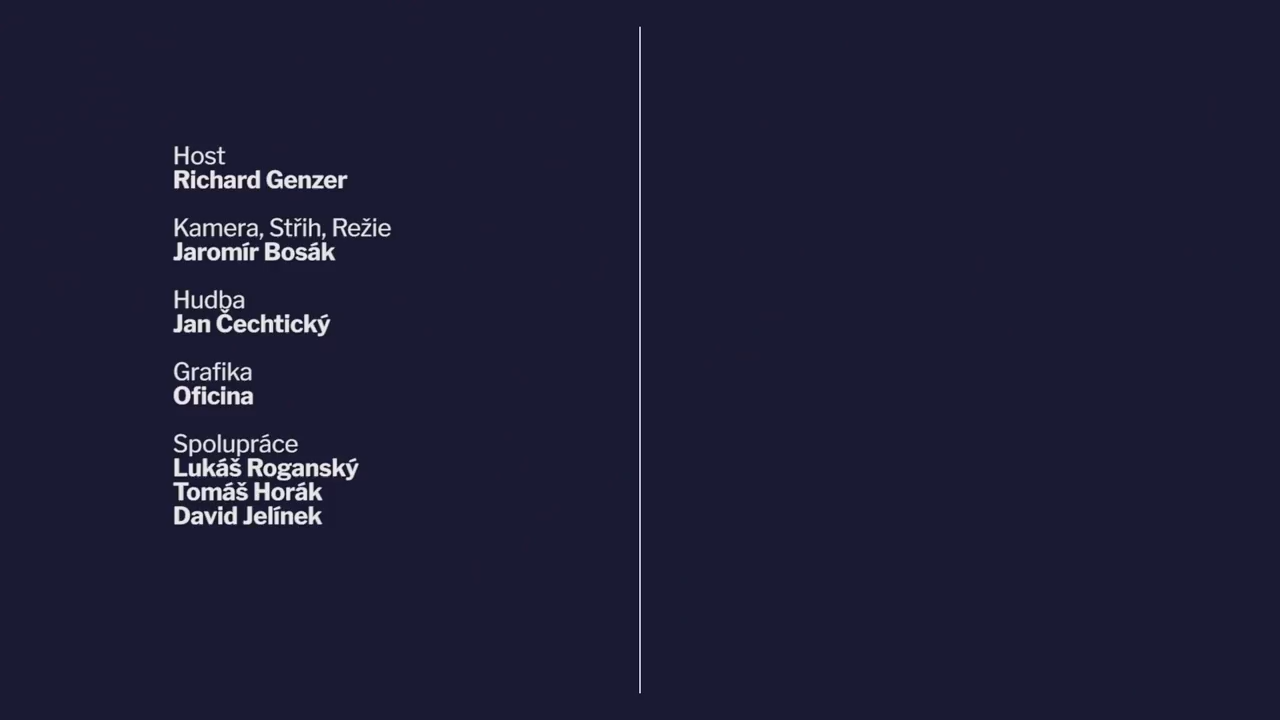 Host
Richard Genzer
Kamera, Střih, Režie
Jaromír Bosák
Hudba
Jan Čechtický
Grafika
Oficina
Spolupráce
Lukáš Roganský
Tomáš Horák
David Jelínek